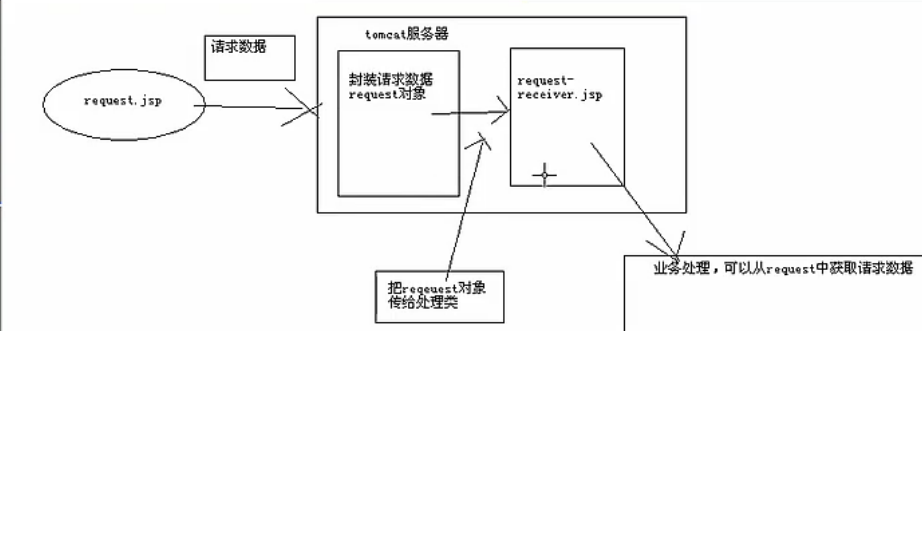 tomcat服务器
请求数据
request.jsp
封装请求数据
request对象
request-
receiver.jsp
把reqeuest对象
传给处理类
业务处理，可以从request中获取请求数据